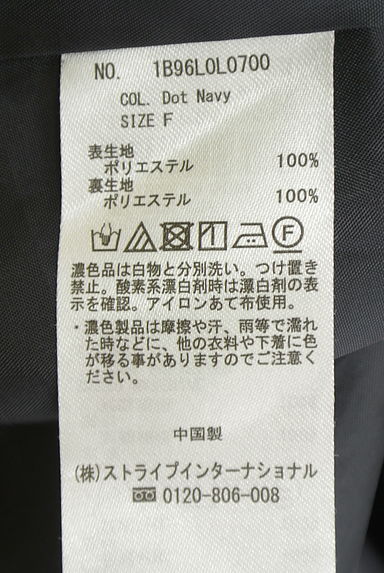 NO. 1B96L0L0700
COL. Dot Navy
SIZE F
表生地
ポリエステル 100%
裏生地
ポリエステル 100%
F
濃色品は白物と分別洗い。つけ置き
禁止。酸素系漂白剤時は漂白剤の表
示を確認。アイロンあて布使用。
・濃色製品は摩擦や汗、雨等で濡れ
た時などに、他の衣料や下着に色
が移る事がありますのでご注意く
ださい。
中国製
(株)ストライプインターナショナル
0120-806-008